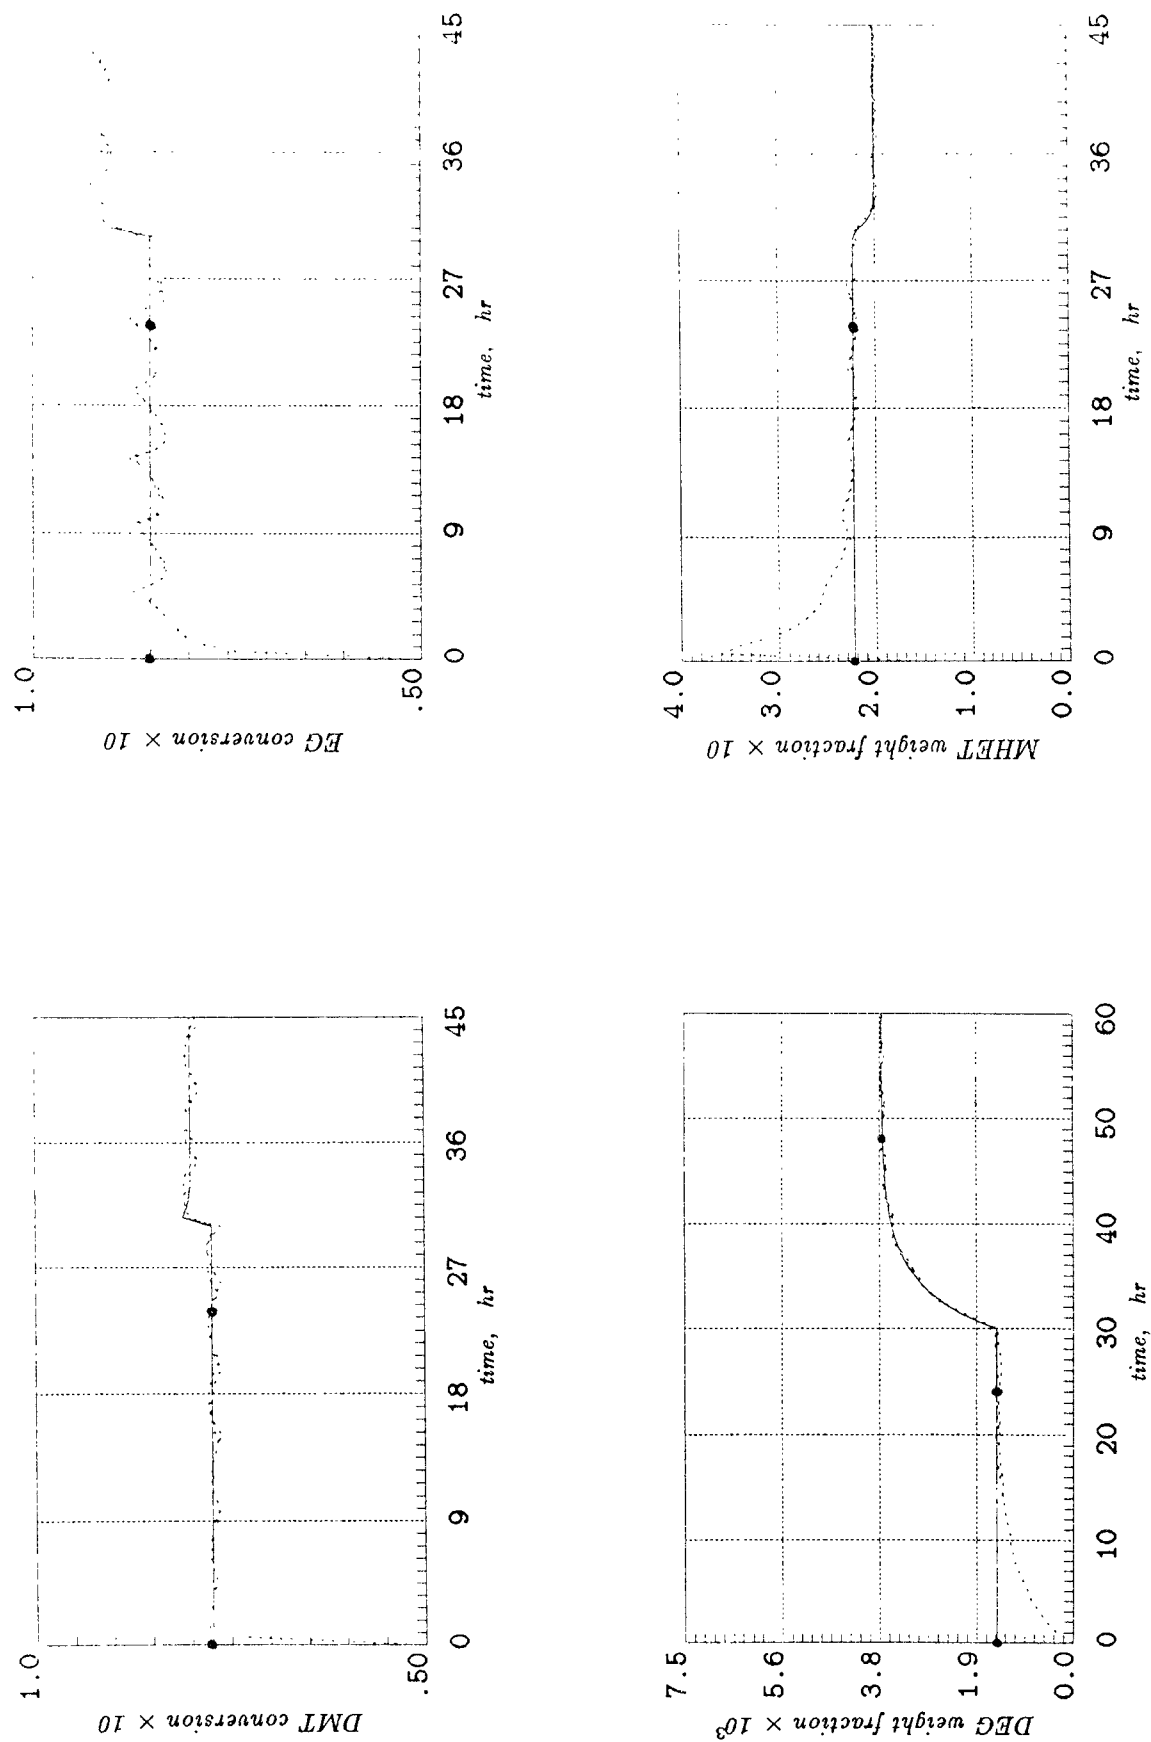 1.0
.50
DMT conversion × 10
0 9 18 27 36 45
time, hr
1.0
.50
EG conversion × 10
0 9 18 27 36 45
time, hr
7.5
5.6
3.8
1.9
0.0
DEG weight fraction × 10³
0 10 20 30 40 50 60
time, hr
4.0
3.0
2.0
1.0
0.0
MHET weight fraction × 10
0 9 18 27 36 45
time, hr